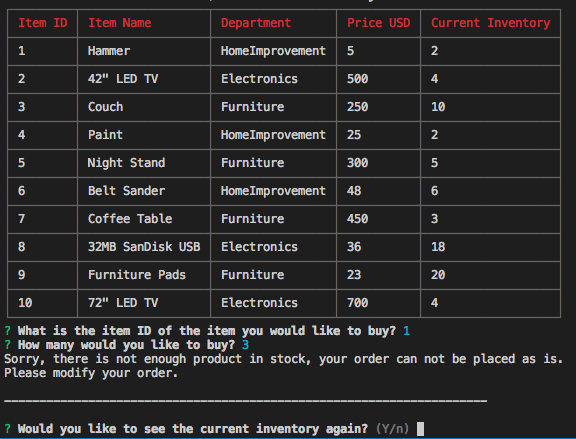 Item ID Item Name Department Price USD Current Inventory
1 Hammer HomeImprovement 5 2
2 42" LED TV Electronics 500 4
3 Couch Furniture 250 10
4 Paint HomeImprovement 25 2
5 Night Stand Furniture 300 5
6 Belt Sander HomeImprovement 48 6
7 Coffee Table Furniture 450 3
8 32MB SanDisk USB Electronics 36 18
9 Furniture Pads Furniture 23 20
10 72" LED TV Electronics 700 4
? What is the item ID of the item you would like to buy? 1
? How many would you like to buy? 3
Sorry, there is not enough product in stock, your order can not be placed as is.
Please modify your order.
? Would you like to see the current inventory again? (Y/n)